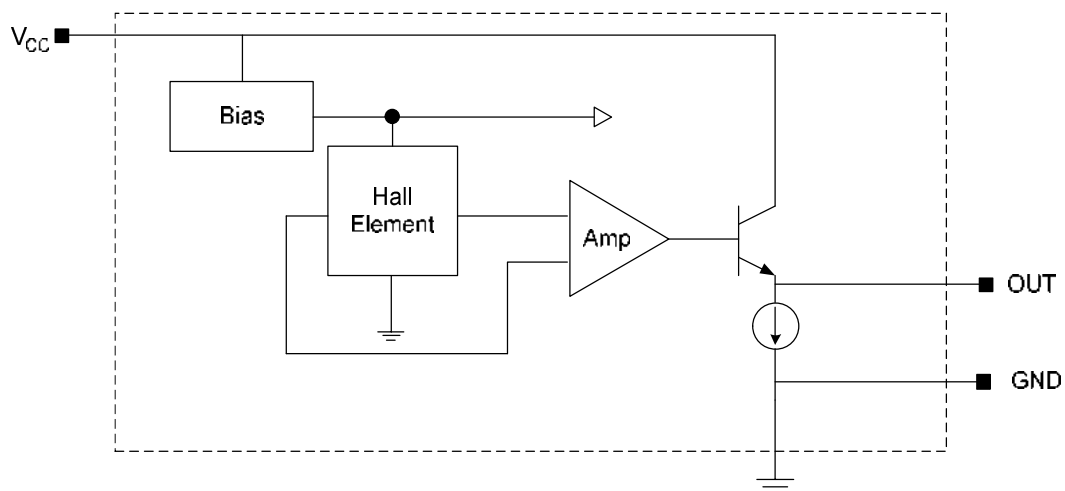 VCC
Bias
Hall
Element
Amp
OUT
GND